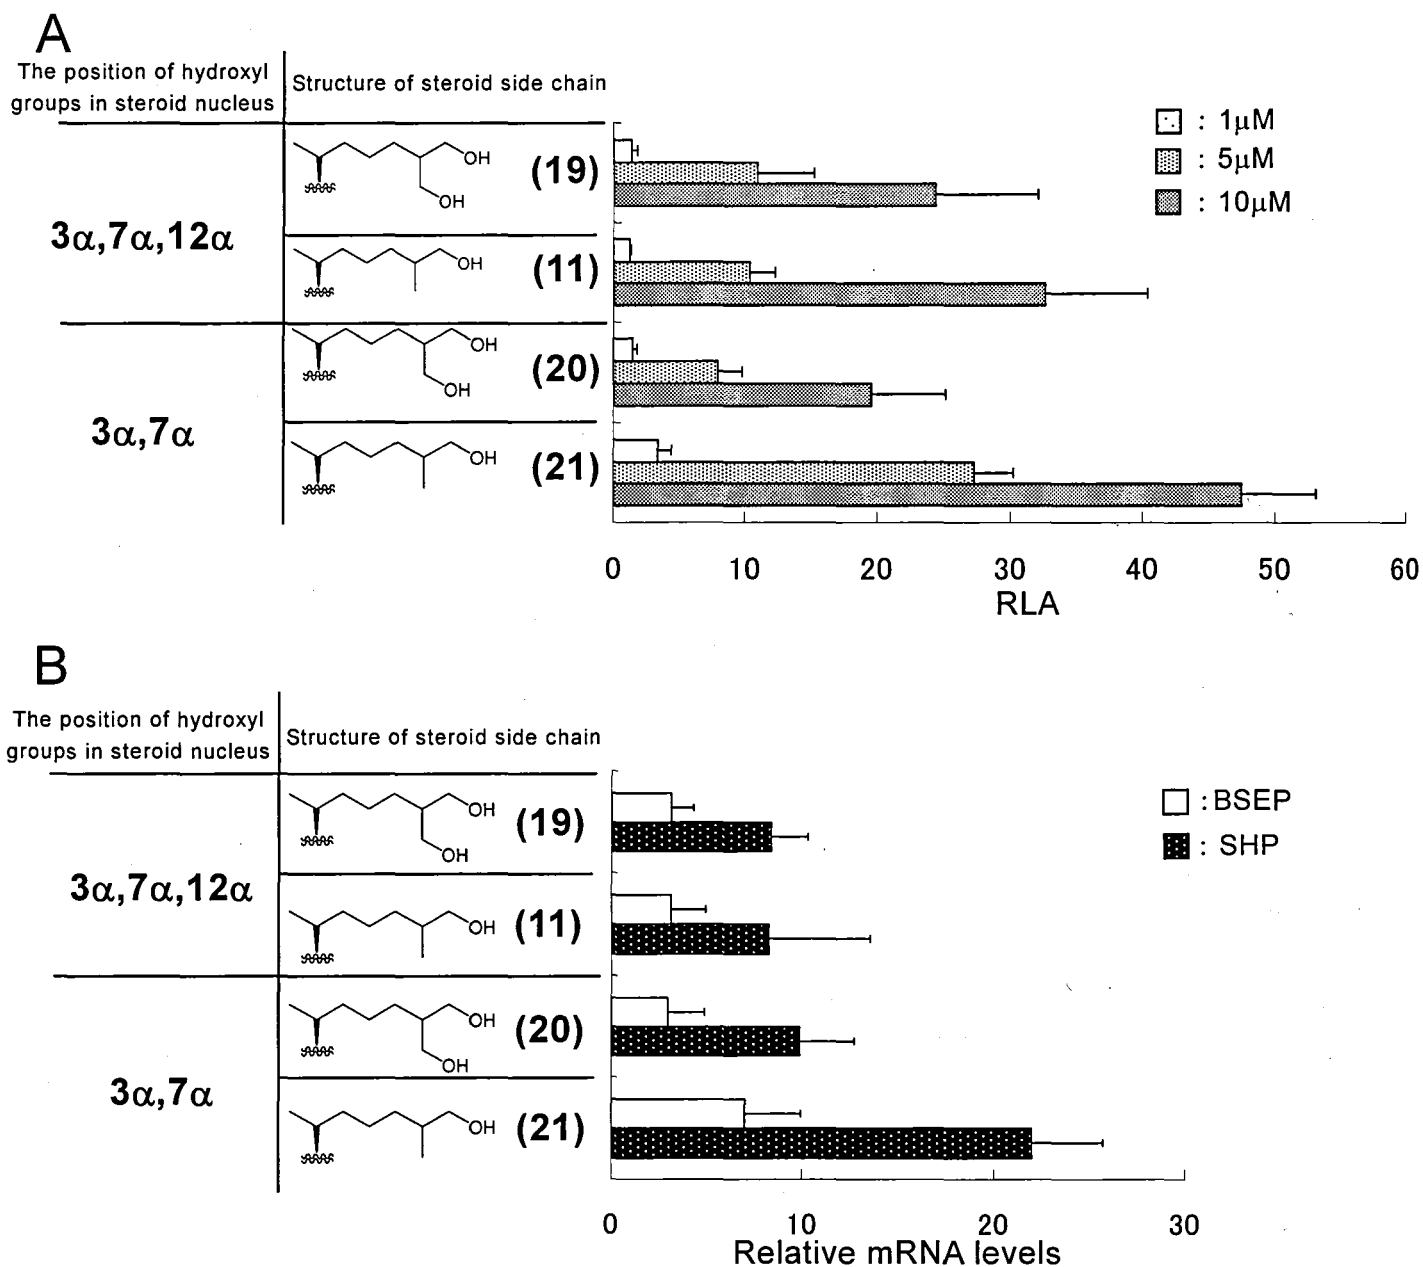 A
The position of hydroxyl
groups in steroid nucleus
Structure of steroid side chain
: 1μM
: 5μM
: 10μM
3α,7α,12α
OH
OH
(19)
OH
(11)
3α,7α
OH
OH
(20)
OH
(21)
0 10 20 30 40 50 60
RLA
B
The position of hydroxyl
groups in steroid nucleus
Structure of steroid side chain
:BSEP
: SHP
3α,7α,12α
OH
OH
(19)
OH
(11)
3α,7α
OH
OH
(20)
OH
(21)
0 10 20 30
Relative mRNA levels